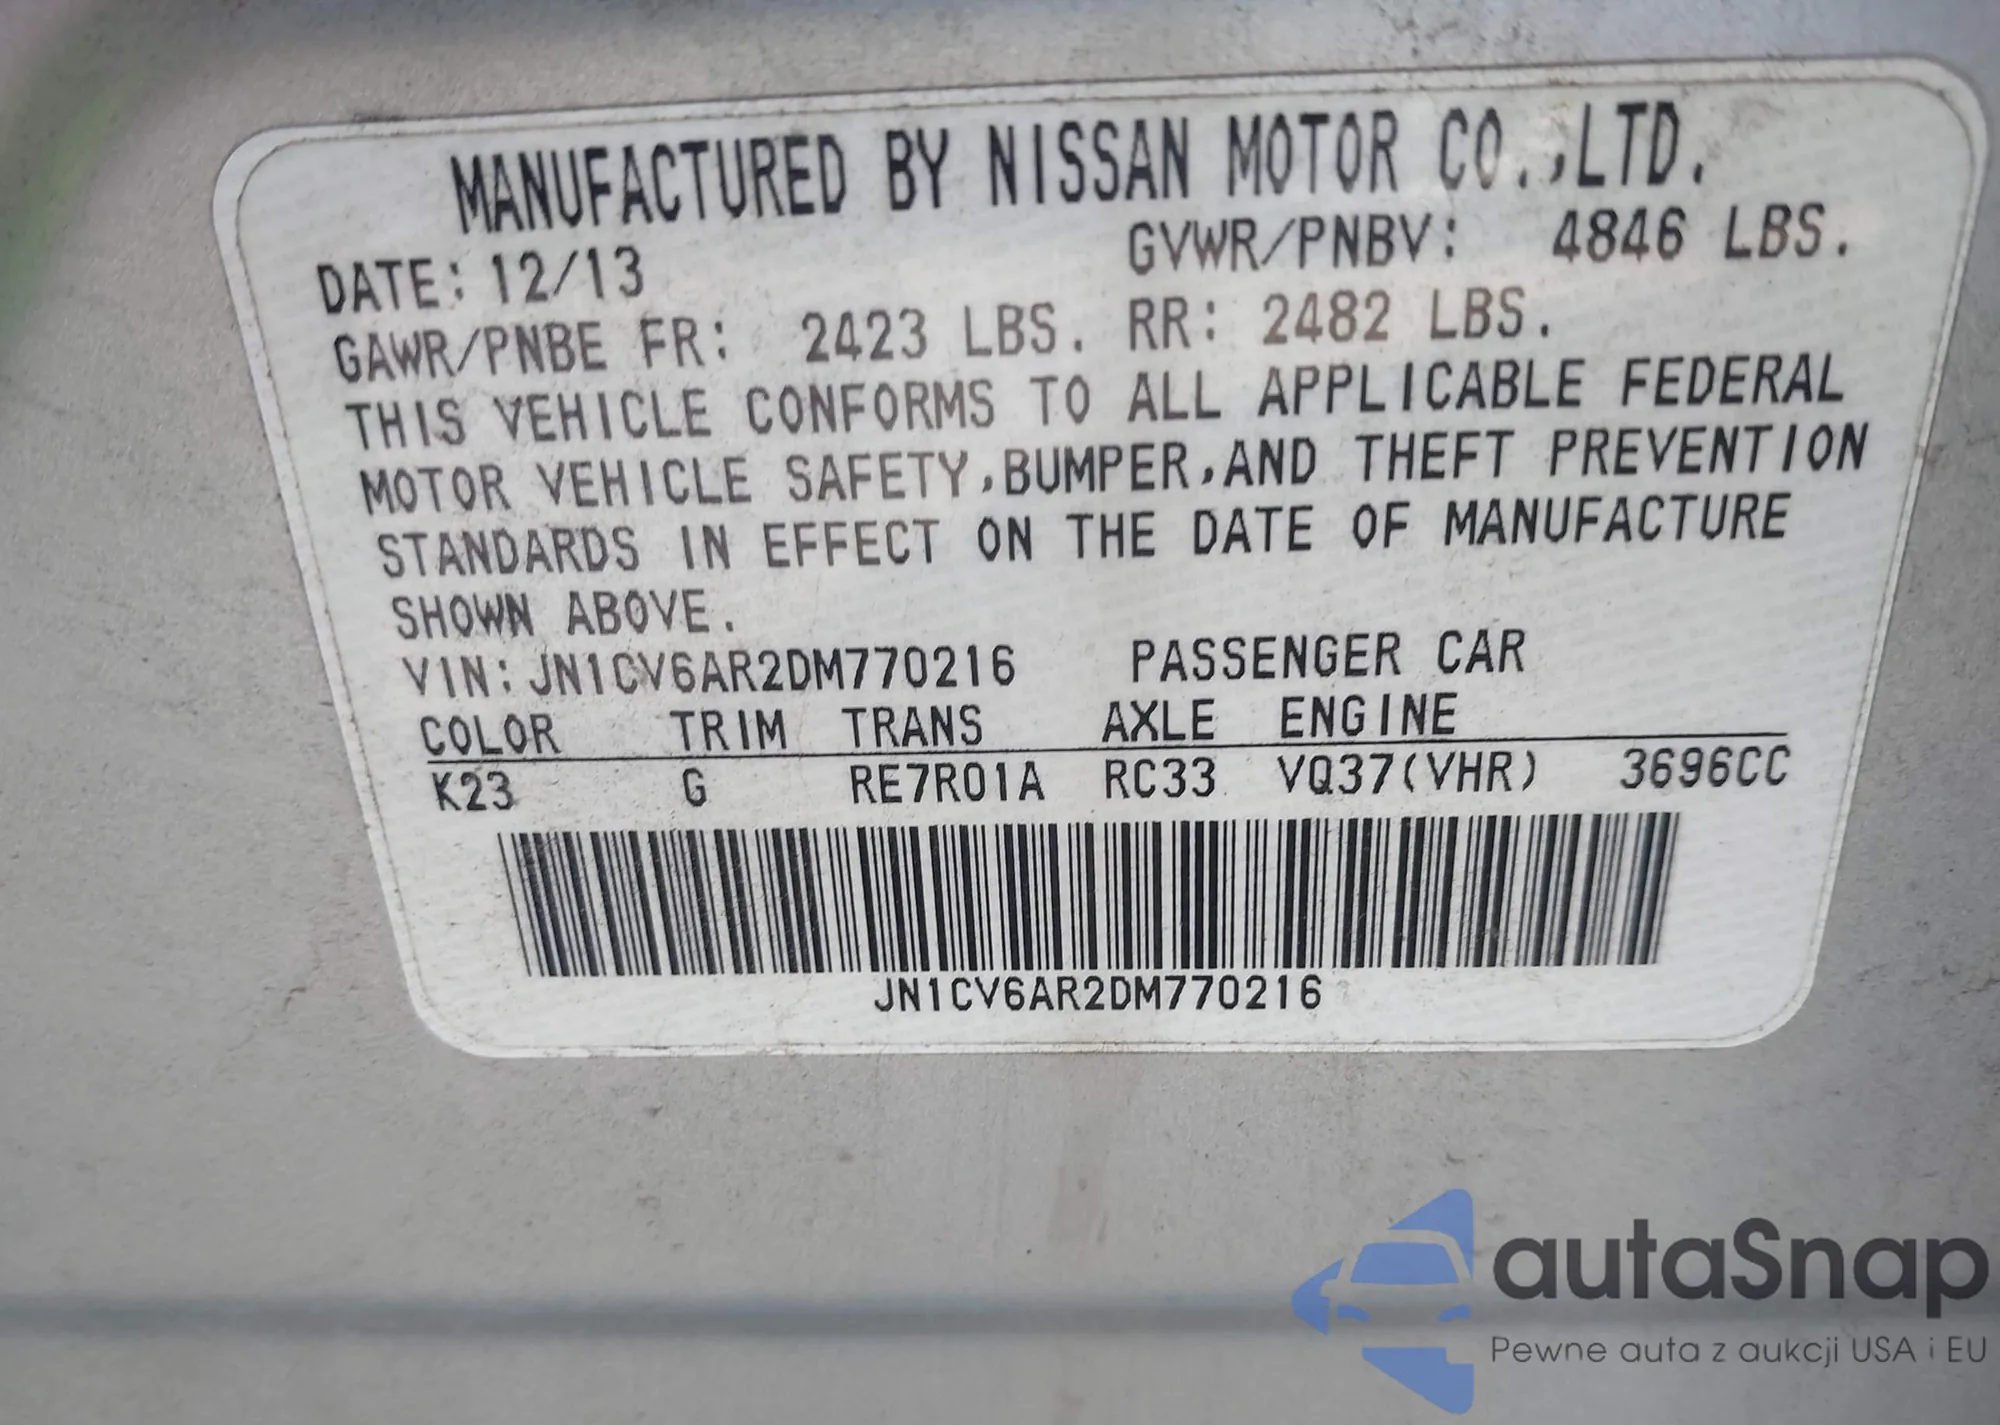 MANUFACTURED BY NISSAN MOTOR CO.,LTD.
DATE: 12/13 GVWR/PNBV: 4846 LBS.
GAWR/PNBE FR: 2423 LBS. RR: 2482 LBS.
THIS VEHICLE CONFORMS TO ALL APPLICABLE FEDERAL
MOTOR VEHICLE SAFETY,BUMPER,AND THEFT PREVENTION
STANDARDS IN EFFECT ON THE DATE OF MANUFACTURE
SHOWN ABOVE.
VIN: JN1CV6AR2DM770216 PASSENGER CAR
COLOR TRIM TRANS AXLE ENGINE
K23 G RE7R01A RC33 VQ37(VHR) 3696CC
JN1CV6AR2DM770216
autaSnap
Pewne auta z aukcji USA i EU